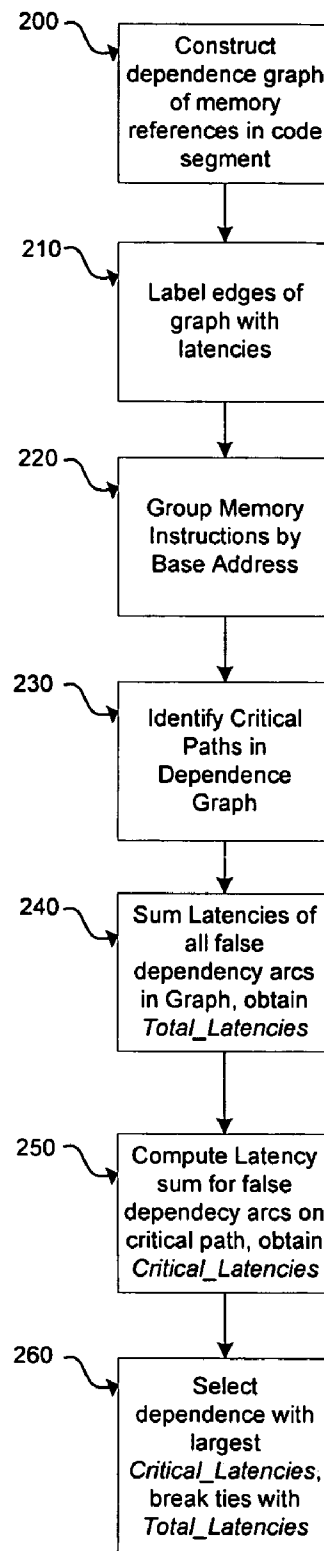 200
Construct
dependence graph
of memory
references in code
segment
210
Label edges of
graph with
latencies
220
Group Memory
Instructions by
Base Address
230
Identify Critical
Paths in
Dependence
Graph
240
Sum Latencies of
all false
dependency arcs
in Graph, obtain
Total_Latencies
250
Compute Latency
sum for false
dependecy arcs on
critical path, obtain
Critical_Latencies
260
Select
dependence with
largest
Critical_Latencies,
break ties with
Total_Latencies